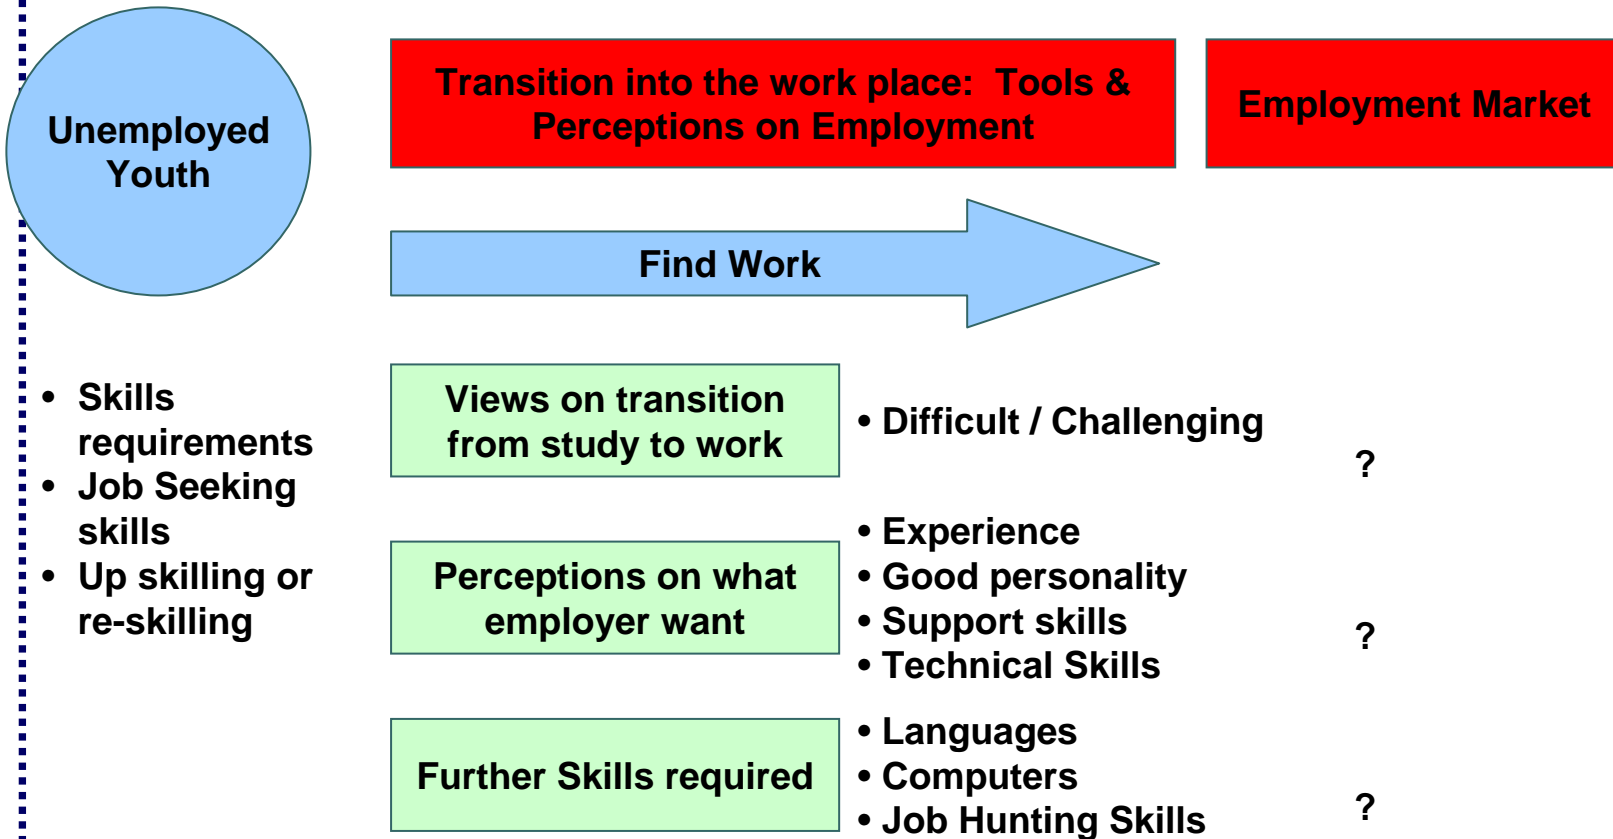 Unemployed
Youth
Transition into the work place:  Tools &
Perceptions on Employment
Employment Market
Find Work
• Skills
requirements
• Job Seeking
skills
• Up skilling or
re-skilling
Views on transition
from study to work
• Difficult / Challenging
?
Perceptions on what
employer want
• Experience
• Good personality
• Support skills
• Technical Skills
?
Further Skills required
• Languages
• Computers
• Job Hunting Skills
?